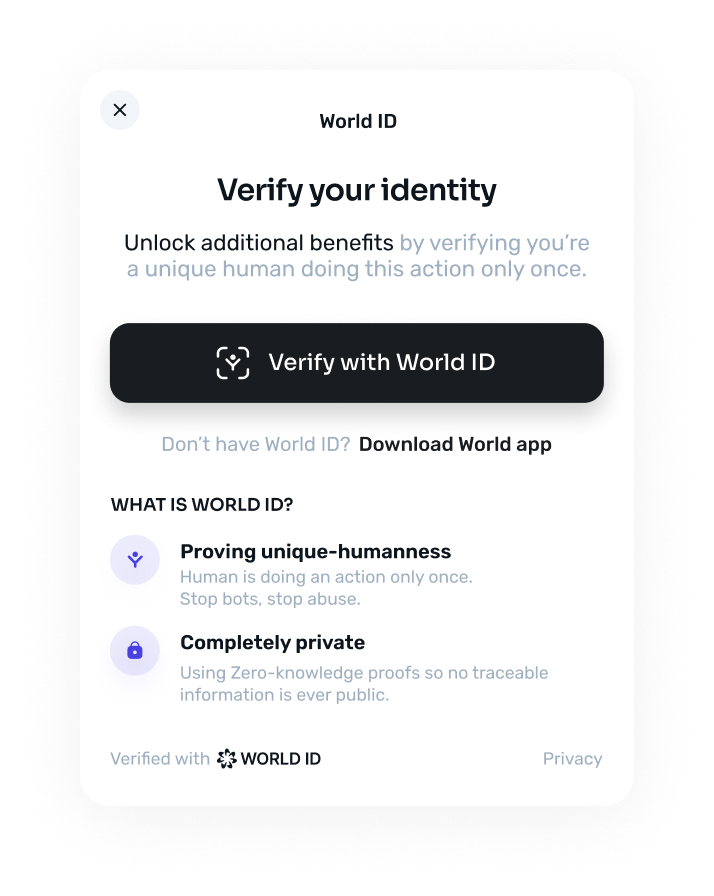 World ID
Verify your identity
Unlock additional benefits by verifying you’re
a unique human doing this action only once.
Verify with World ID
Don’t have World ID? Download World app
WHAT IS WORLD ID?
Proving unique-humanness
Human is doing an action only once.
Stop bots, stop abuse.
Completely private
Using Zero-knowledge proofs so no traceable
information is ever public.
Verified with WORLD ID Privacy